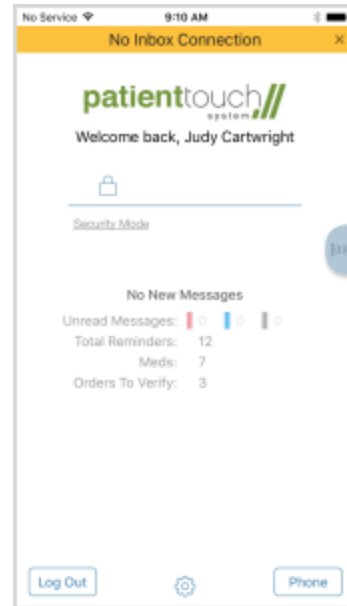 No Service 9:10 AM
No Inbox Connection ×
patienttouch
system
Welcome back, Judy Cartwright
Security Mode
No New Messages
Unread Messages: 0 0 0
Total Reminders: 12
Meds: 7
Orders To Verify: 3
Log Out Phone